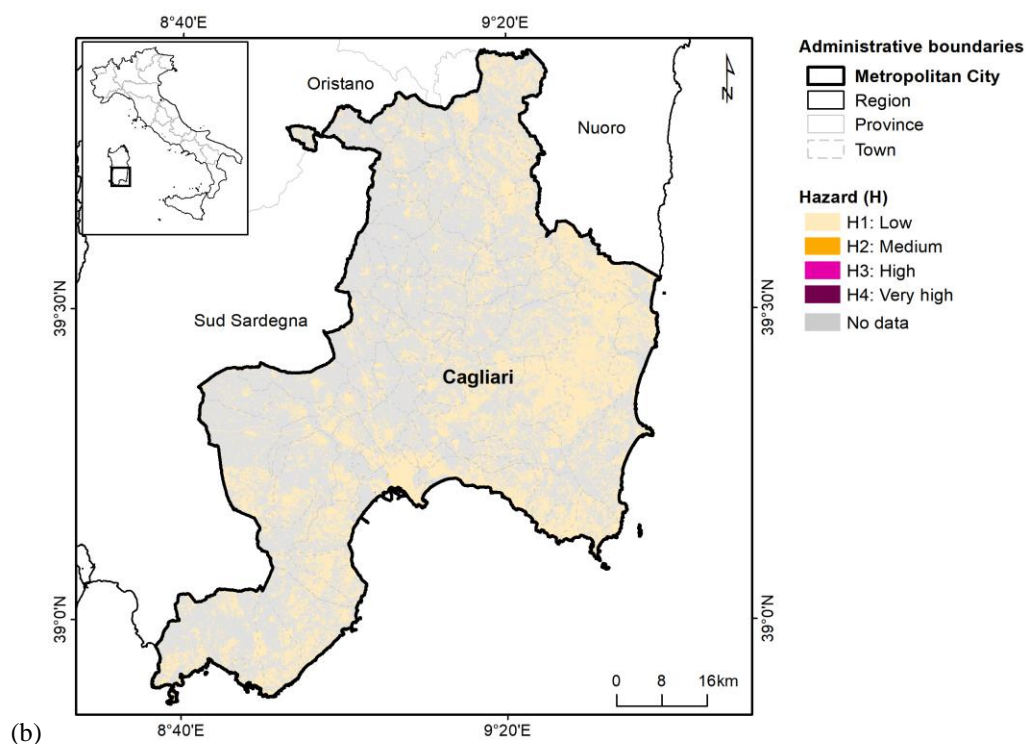 8°40'E
9°20'E
Oristano
Nuoro
Sud Sardegna
Cagliari
39°30'N
39°30'N
39°0'N
39°0'N
N
0 8 16km
8°40'E
9°20'E
Administrative boundaries
Metropolitan City
Region
Province
Town
Hazard (H)
H1: Low
H2: Medium
H3: High
H4: Very high
No data
(b)